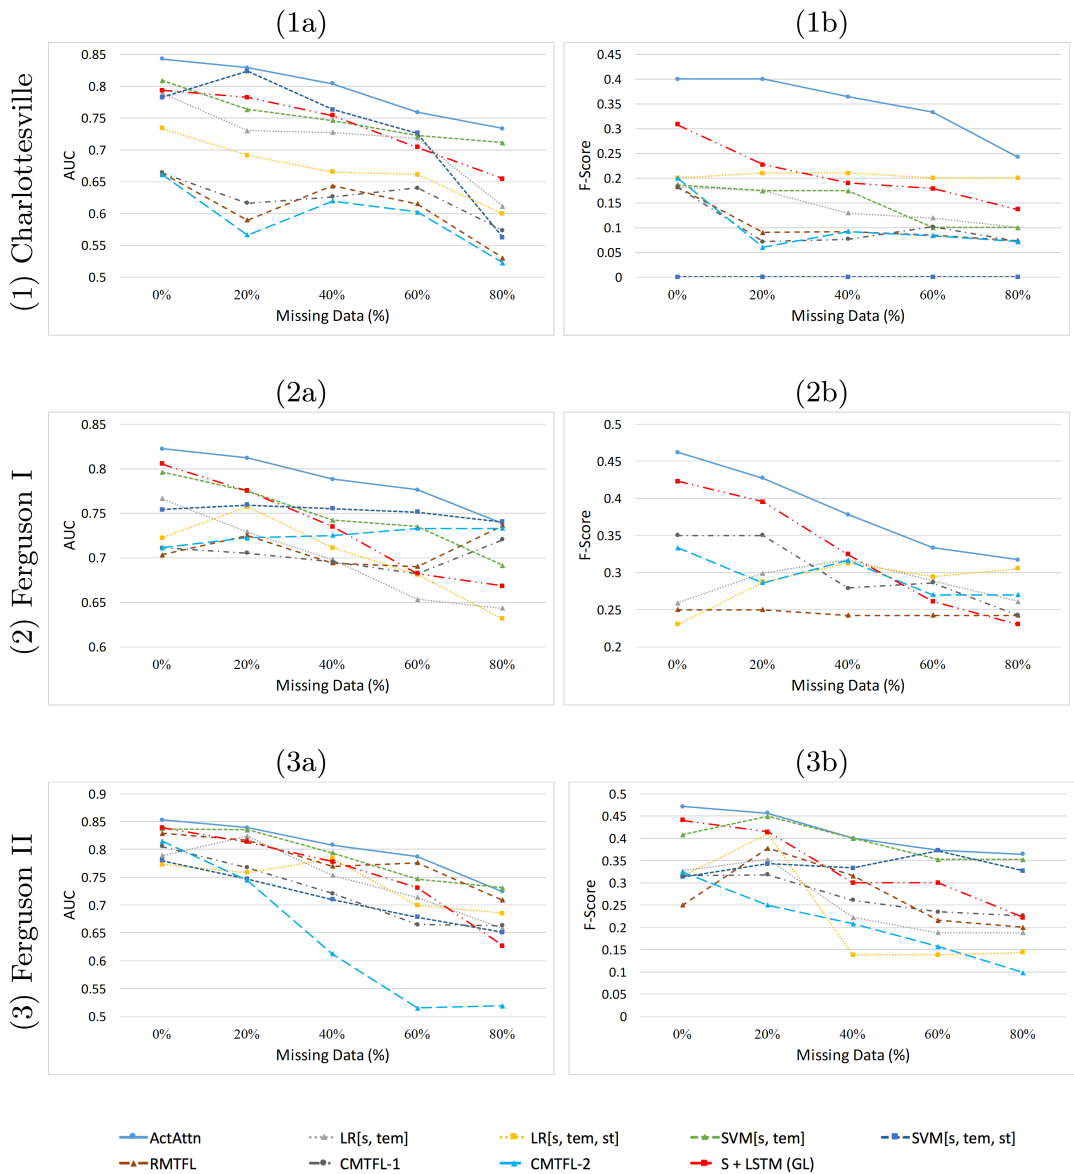 (1a)
(1b)
(1) Charlottesville
AUC
0.85
0.8
0.75
0.7
0.65
0.6
0.55
0.5
0% 20% 40% 60% 80%
Missing Data (%)
F-Score
0.45
0.4
0.35
0.3
0.25
0.2
0.15
0.1
0.05
0
0% 20% 40% 60% 80%
Missing Data (%)
(2a)
(2b)
(2) Ferguson I
AUC
0.85
0.8
0.75
0.7
0.65
0.6
0% 20% 40% 60% 80%
Missing Data (%)
F-Score
0.5
0.45
0.4
0.35
0.3
0.25
0.2
0% 20% 40% 60% 80%
Missing Data (%)
(3a)
(3b)
(3) Ferguson II
AUC
0.9
0.85
0.8
0.75
0.7
0.65
0.6
0.55
0.5
0% 20% 40% 60% 80%
Missing Data (%)
F-Score
0.5
0.45
0.4
0.35
0.3
0.25
0.2
0.15
0.1
0.05
0
0% 20% 40% 60% 80%
Missing Data (%)
ActAttn LR[s, tem] LR[s, tem, st] SVM[s, tem] SVM[s, tem, st]
RMTFL CMTFL-1 CMTFL-2 S + LSTM (GL)